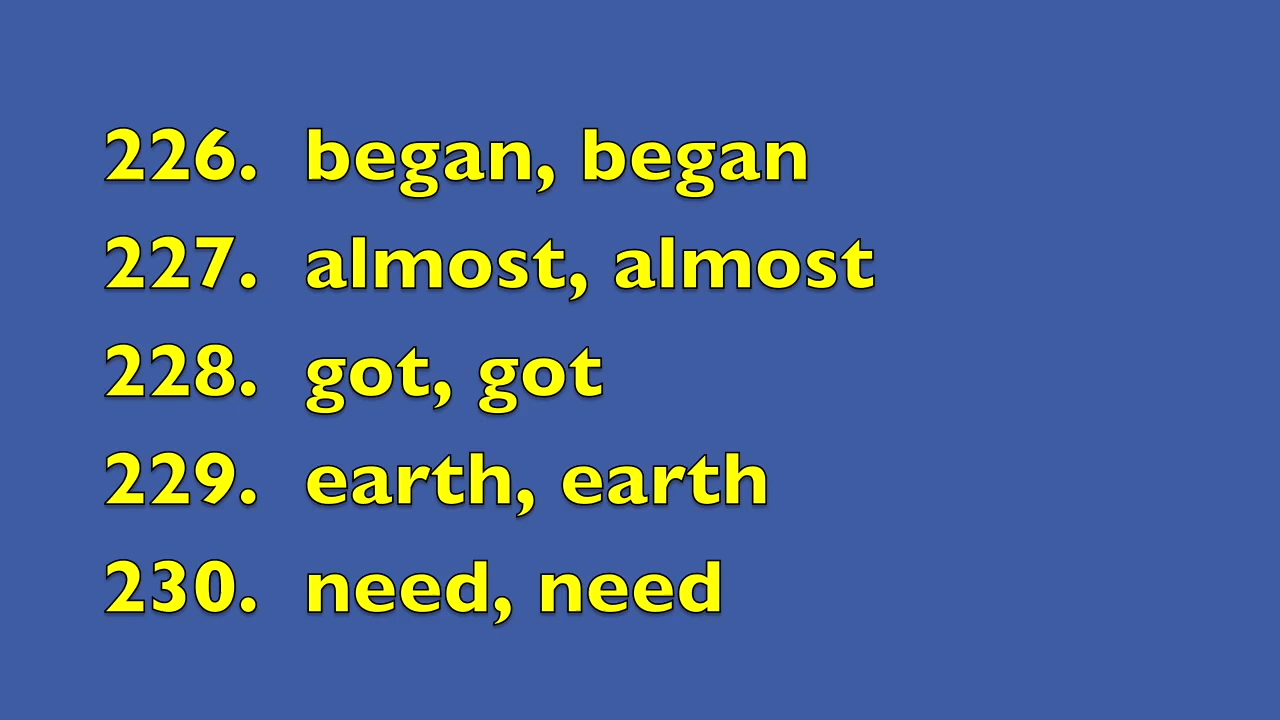 226. began, began
227. almost, almost
228. got, got
229. earth, earth
230. need, need